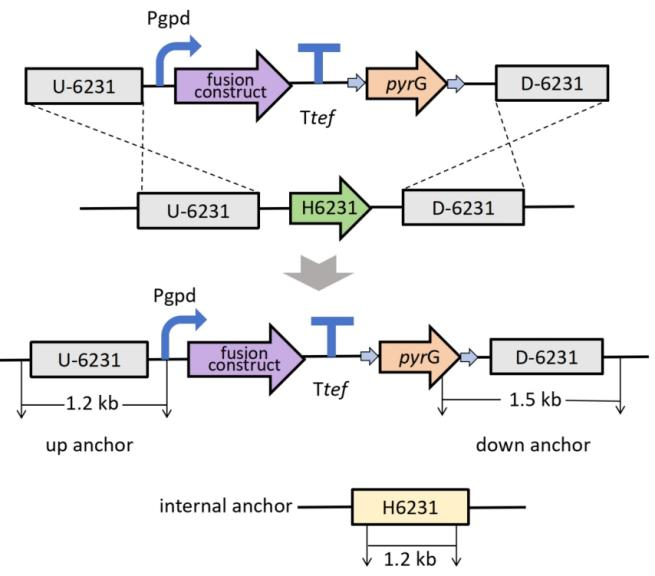 Pgpd
U-6231
fusion
construct
Ttef
pyrG
D-6231
U-6231
H6231
D-6231
Pgpd
U-6231
fusion
construct
Ttef
pyrG
D-6231
1.2 kb
1.5 kb
up anchor
down anchor
internal anchor
H6231
1.2 kb